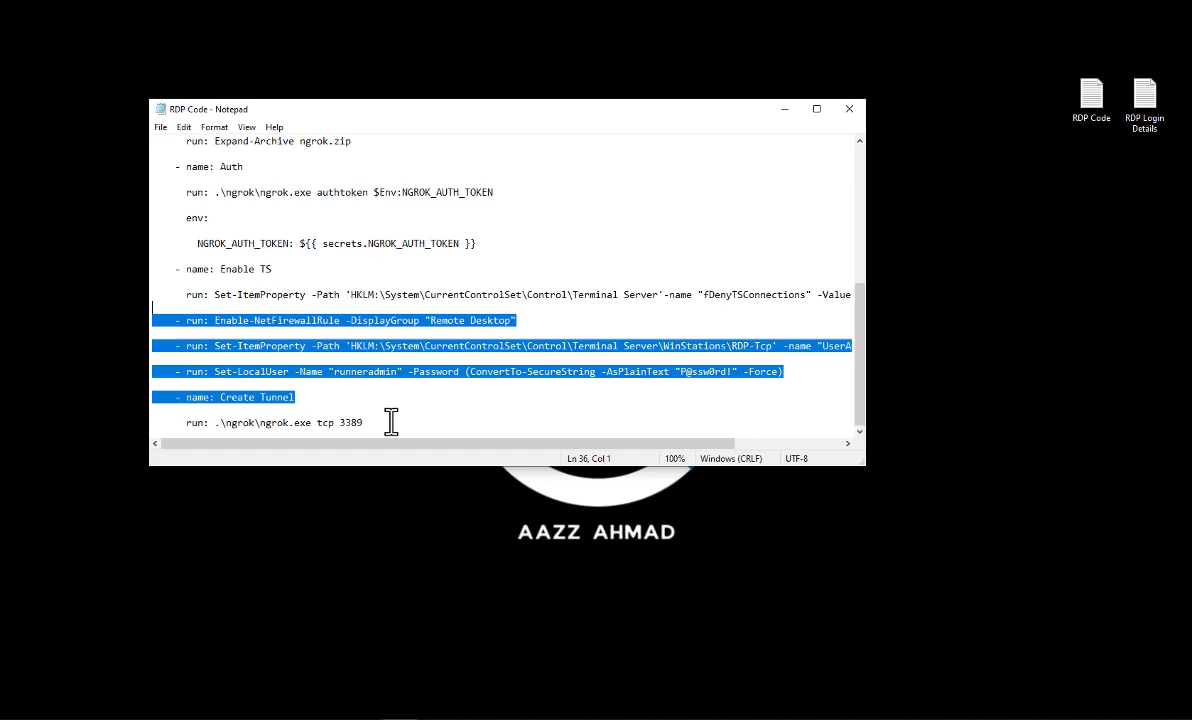 RDP Code - Notepad
File Edit Format View Help
run: Expand-Archive ngrok.zip
- name: Auth
run: .\ngrok\ngrok.exe authtoken $Env:NGROK_AUTH_TOKEN
env:
NGROK_AUTH_TOKEN: ${{ secrets.NGROK_AUTH_TOKEN }}
- name: Enable TS
run: Set-ItemProperty -Path 'HKLM:\System\CurrentControlSet\Control\Terminal Server'-name "fDenyTSConnections" -Value
- run: Enable-NetFirewallRule -DisplayGroup "Remote Desktop"
- run: Set-ItemProperty -Path 'HKLM:\System\CurrentControlSet\Control\Terminal Server\WinStations\RDP-Tcp' -name "UserA
- run: Set-LocalUser -Name "runneradmin" -Password (ConvertTo-SecureString -AsPlainText "P@ssw0rd!" -Force)
- name: Create Tunnel
run: .\ngrok\ngrok.exe tcp 3389
Ln 36, Col 1 100% Windows (CRLF) UTF-8
RDP Code
RDP Login
Details
AAZZ AHMAD